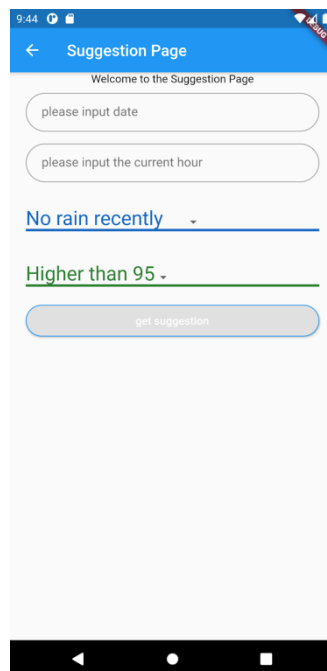 9:44
DEBUG
Suggestion Page
Welcome to the Suggestion Page
please input date
please input the current hour
No rain recently
Higher than 95
get suggestion